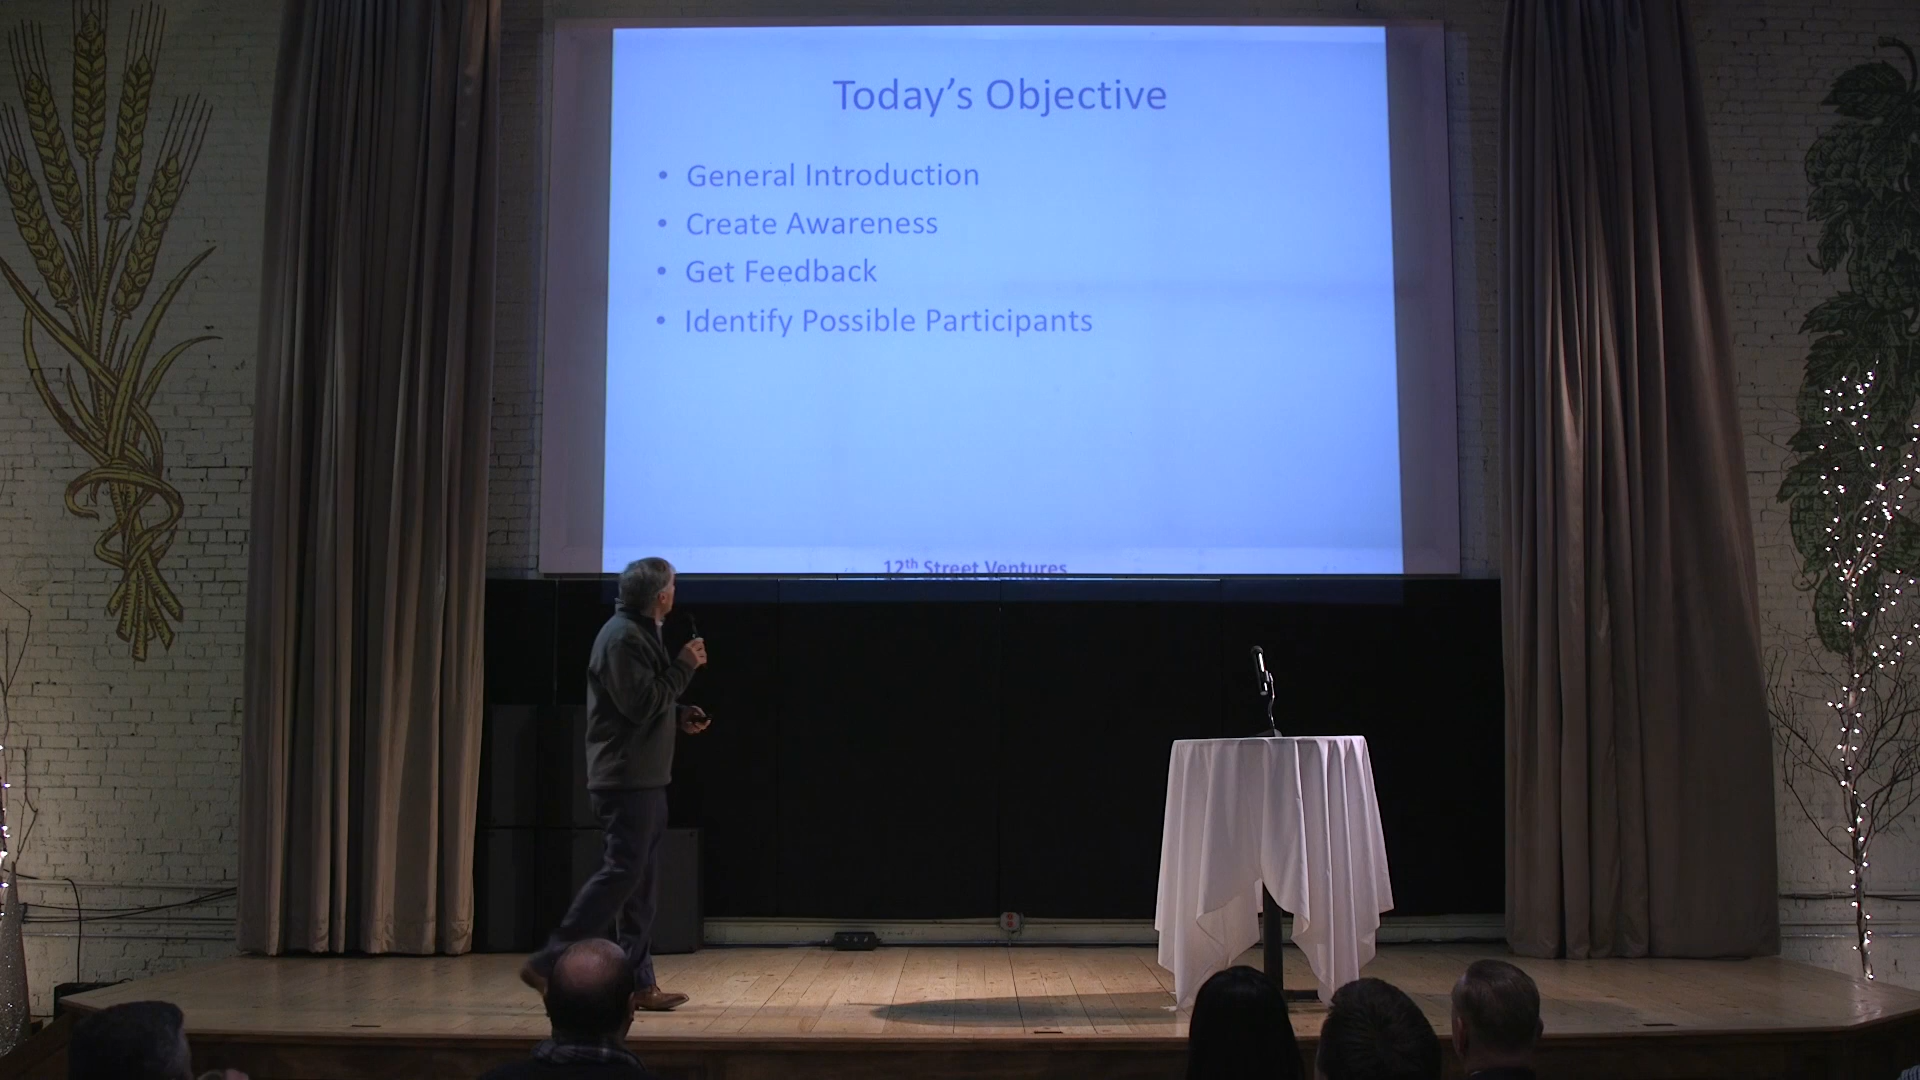 Today’s Objective
• General Introduction
• Create Awareness
• Get Feedback
• Identify Possible Participants
12th Street Ventures